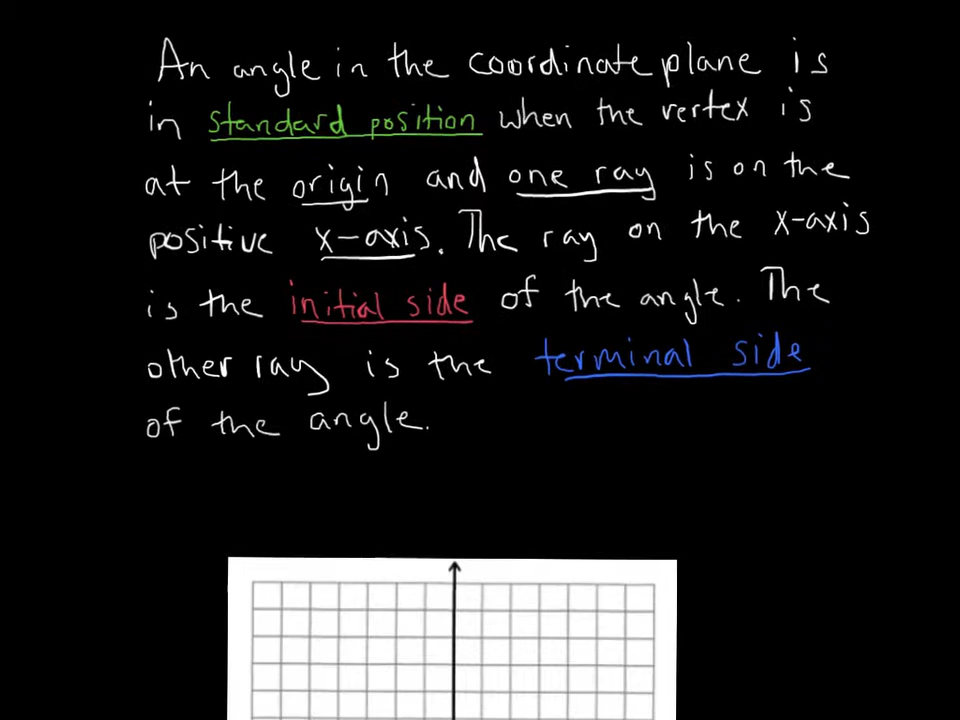 An angle in the coordinate plane is
in standard position when the vertex is
at the origin and one ray is on the
positive x-axis. The ray on the x-axis
is the initial side of the angle. The
other ray is the terminal side
of the angle.